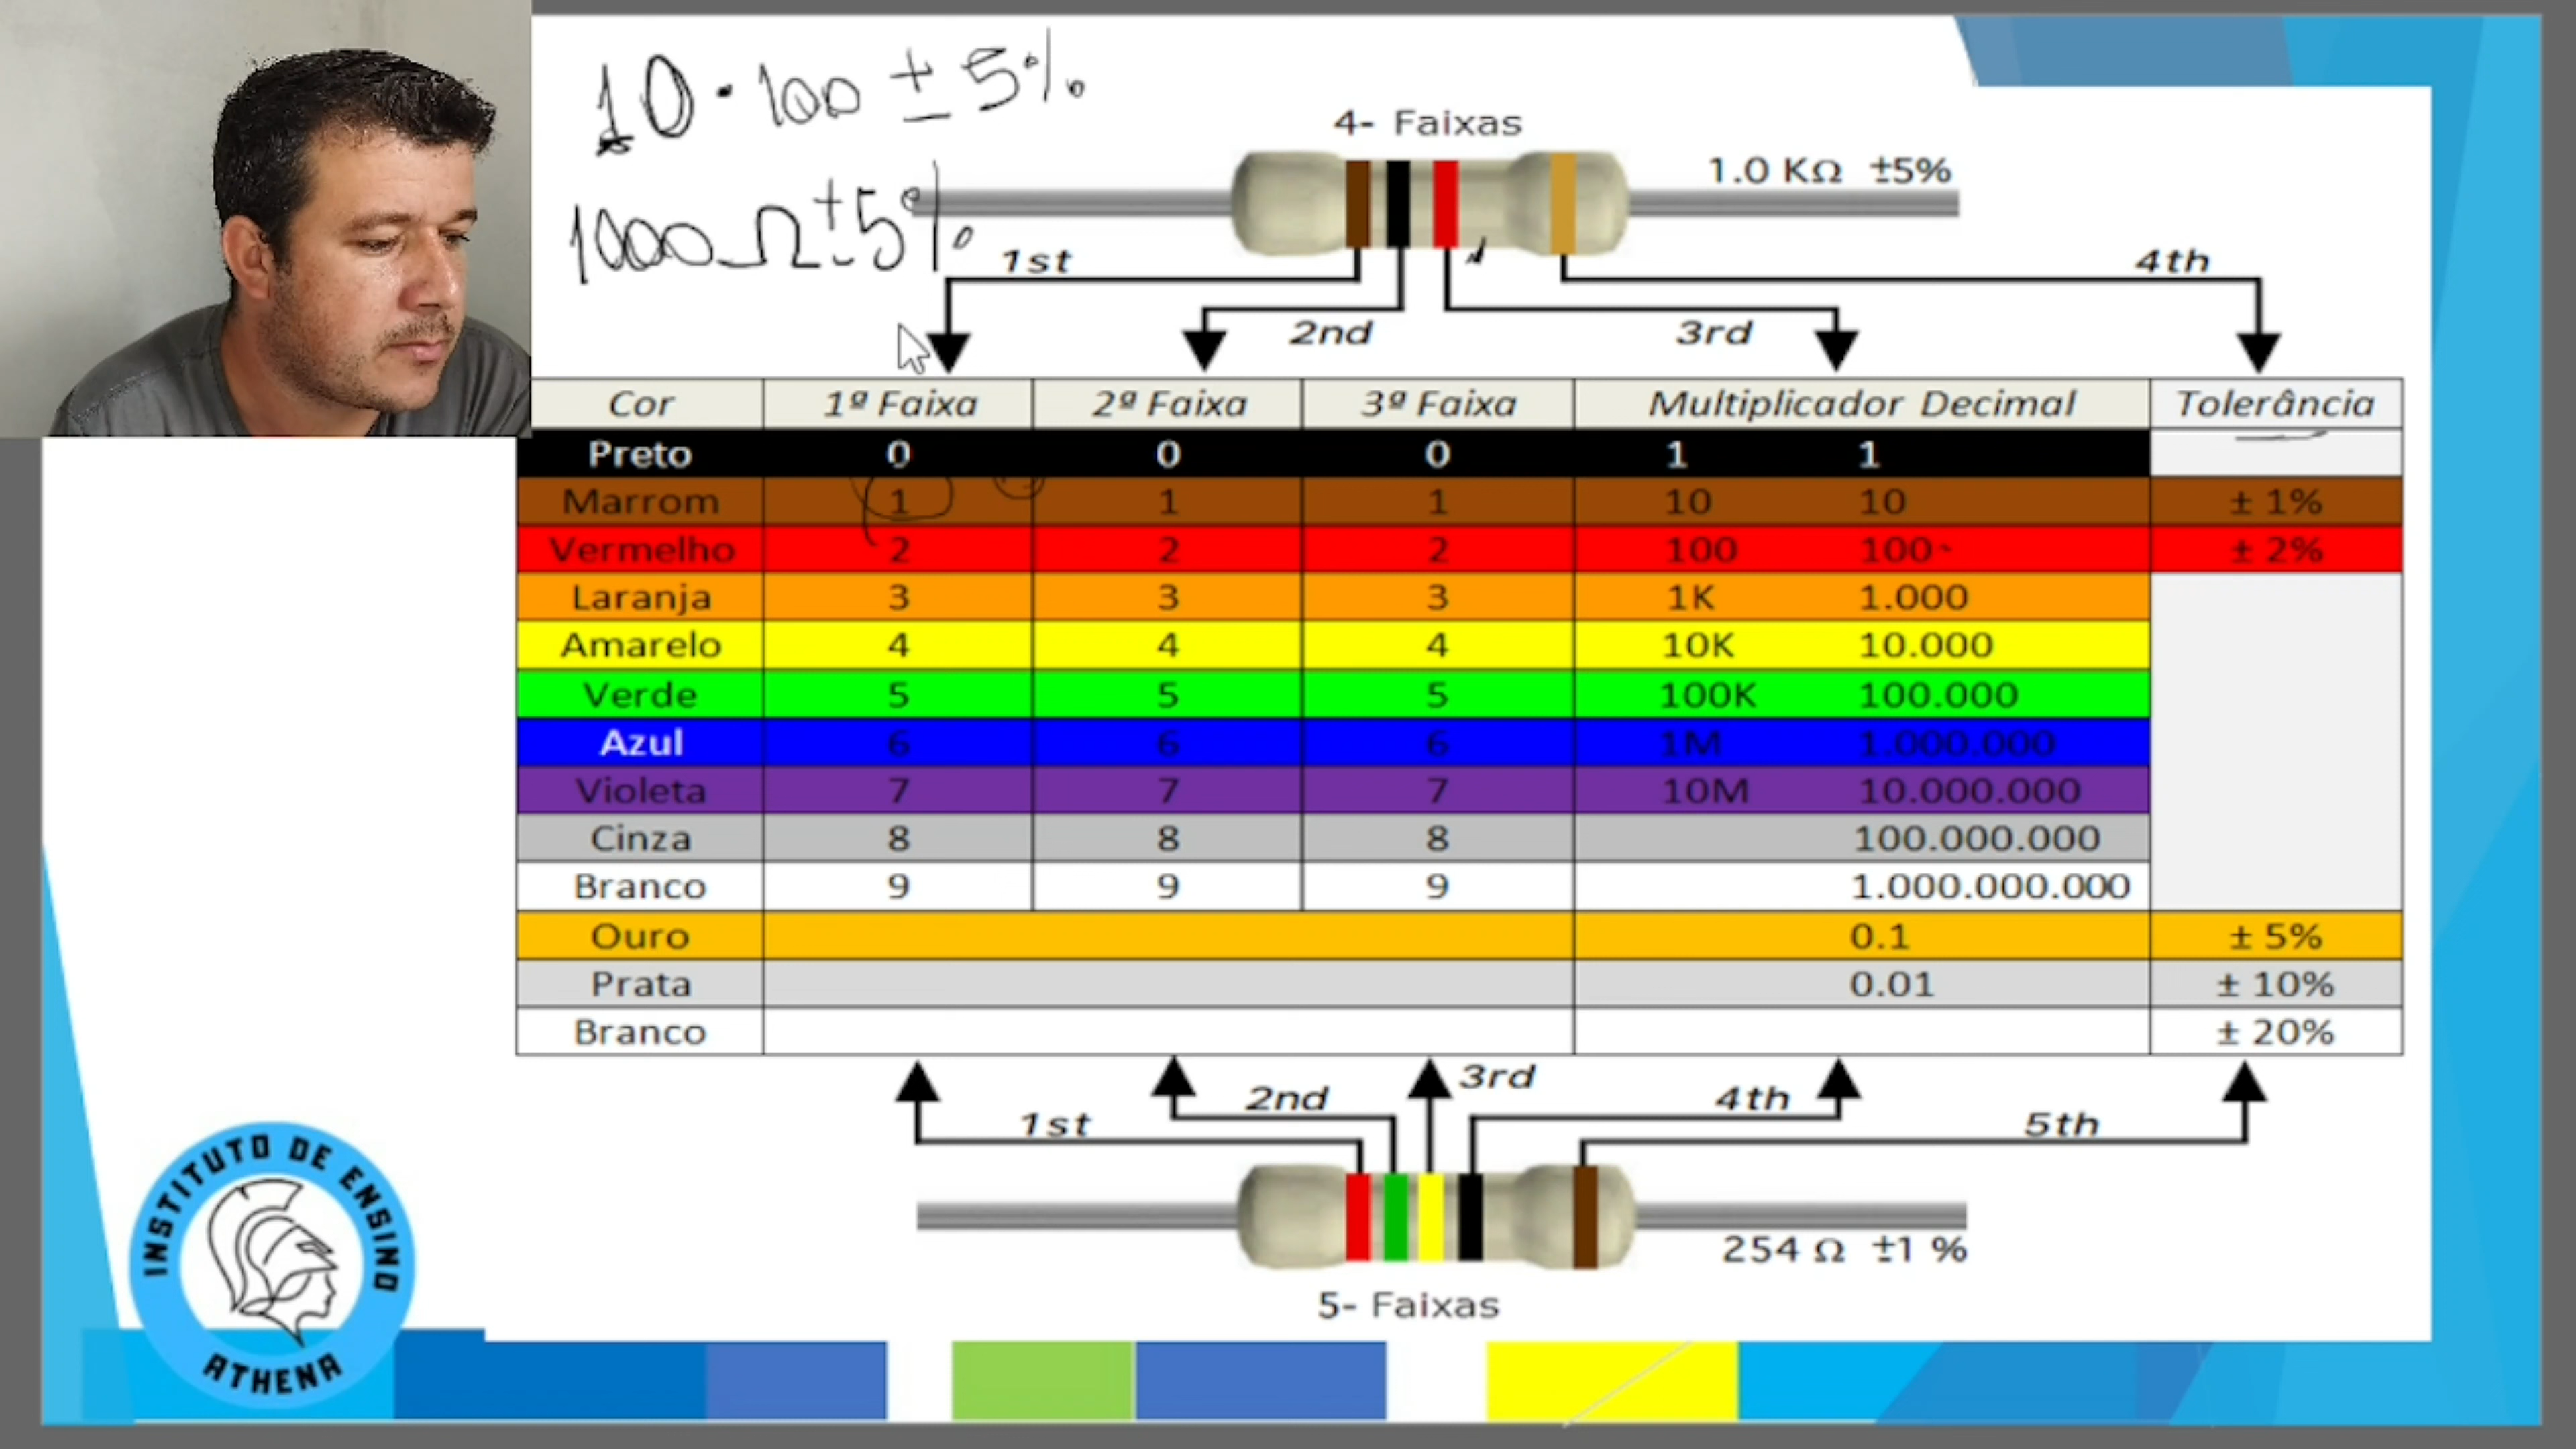 10 · 100 ± 5%
1000 Ω ± 5%
4- Faixas
1.0 KΩ ±5%
1st
2nd
3rd
4th
Cor 1ª Faixa 2ª Faixa 3ª Faixa Multiplicador Decimal Tolerância
Preto 0 0 0 1 1
Marrom 1 1 1 10 10 ± 1%
Vermelho 2 2 2 100 100 ± 2%
Laranja 3 3 3 1K 1.000
Amarelo 4 4 4 10K 10.000
Verde 5 5 5 100K 100.000
Azul 6 6 6 1M 1.000.000
Violeta 7 7 7 10M 10.000.000
Cinza 8 8 8 100.000.000
Branco 9 9 9 1.000.000.000
Ouro 0.1 ± 5%
Prata 0.01 ± 10%
Branco ± 20%
1st
2nd
3rd
4th
5th
254 Ω ±1 %
5- Faixas
INSTITUTO DE ENSINO
ATHENA